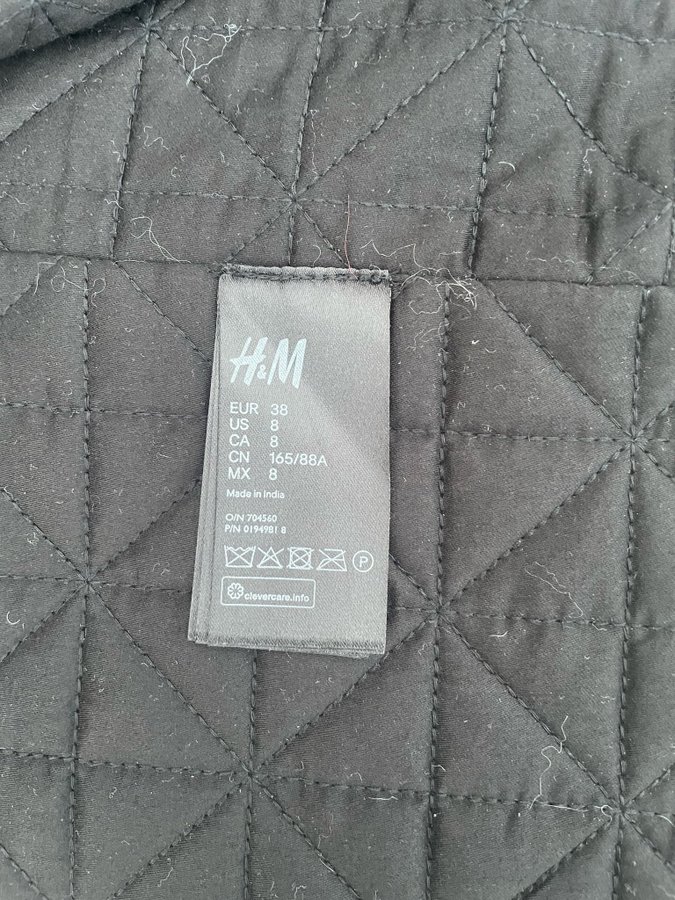 H&M
EUR 38
US 8
CA 8
CN 165/88A
MX 8
Made in India
O/N 704560
P/N 0194981 8
P
clevercare.info